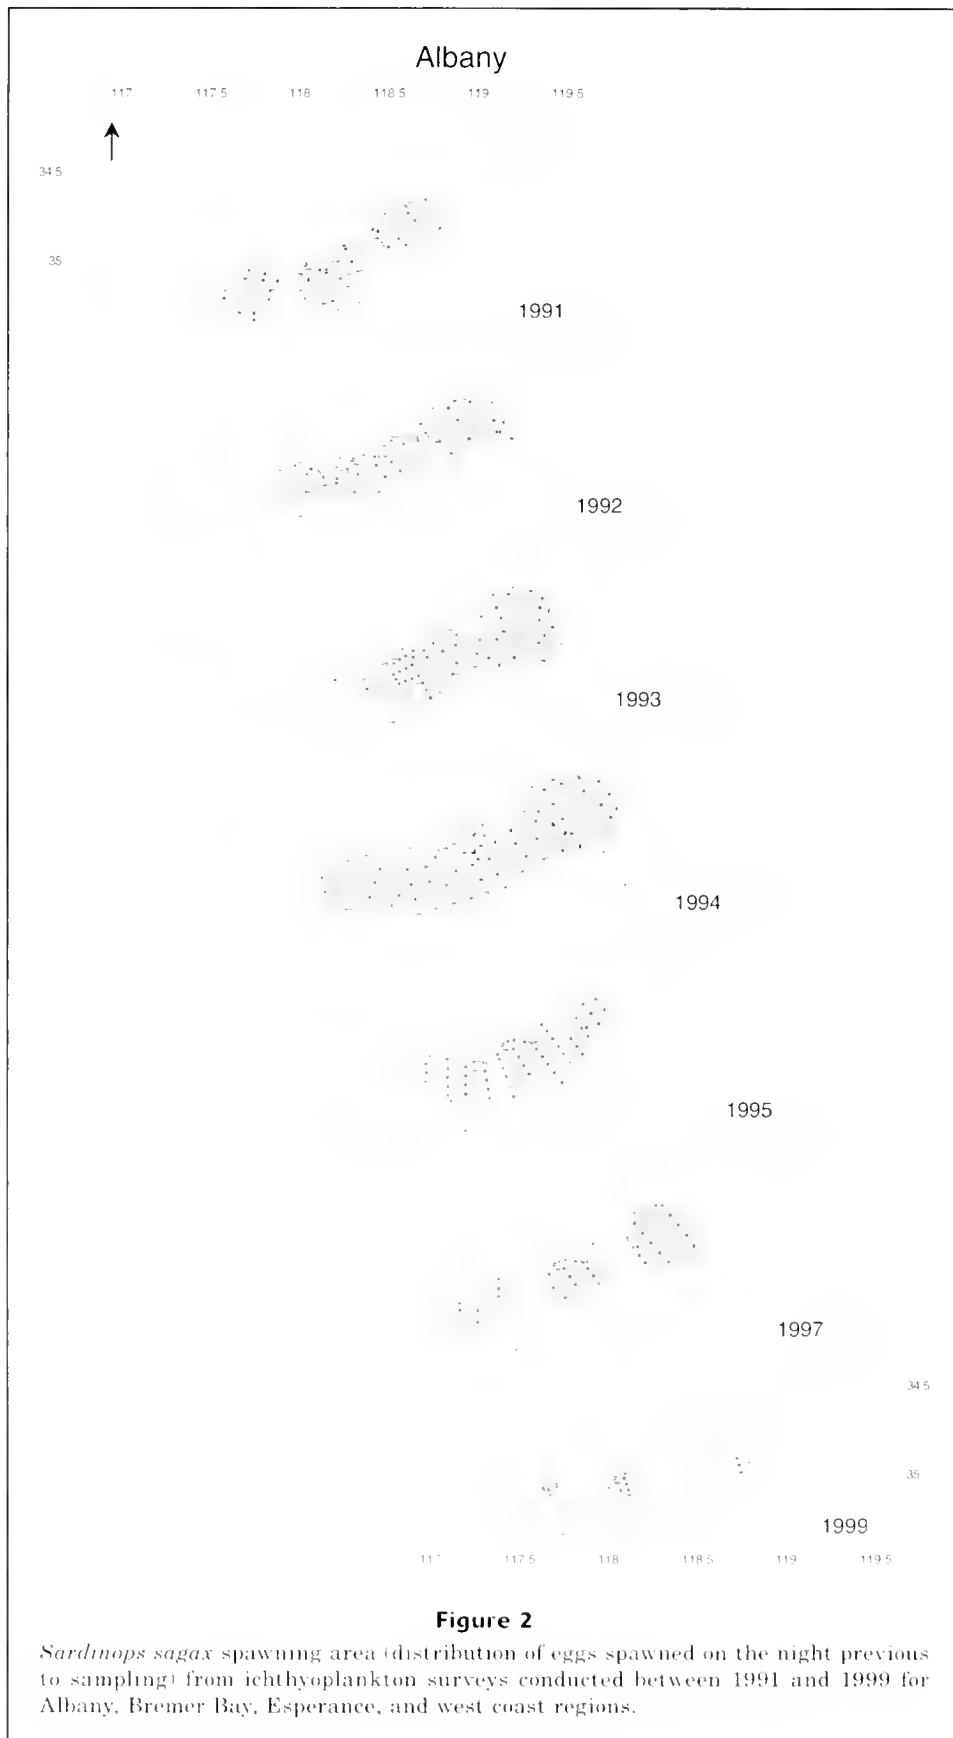 Albany
117 117 5 118 118 5 119 119 5
34 5
35
1991
1992
1993
1994
1995
1997
34 5
35
1999
117 117 5 118 118 5 119 119 5
Figure 2
Sardinops sagax spawning area (distribution of eggs spawned on the night previous
to sampling) from ichthyoplankton surveys conducted between 1991 and 1999 for
Albany, Bremer Bay, Esperance, and west coast regions.